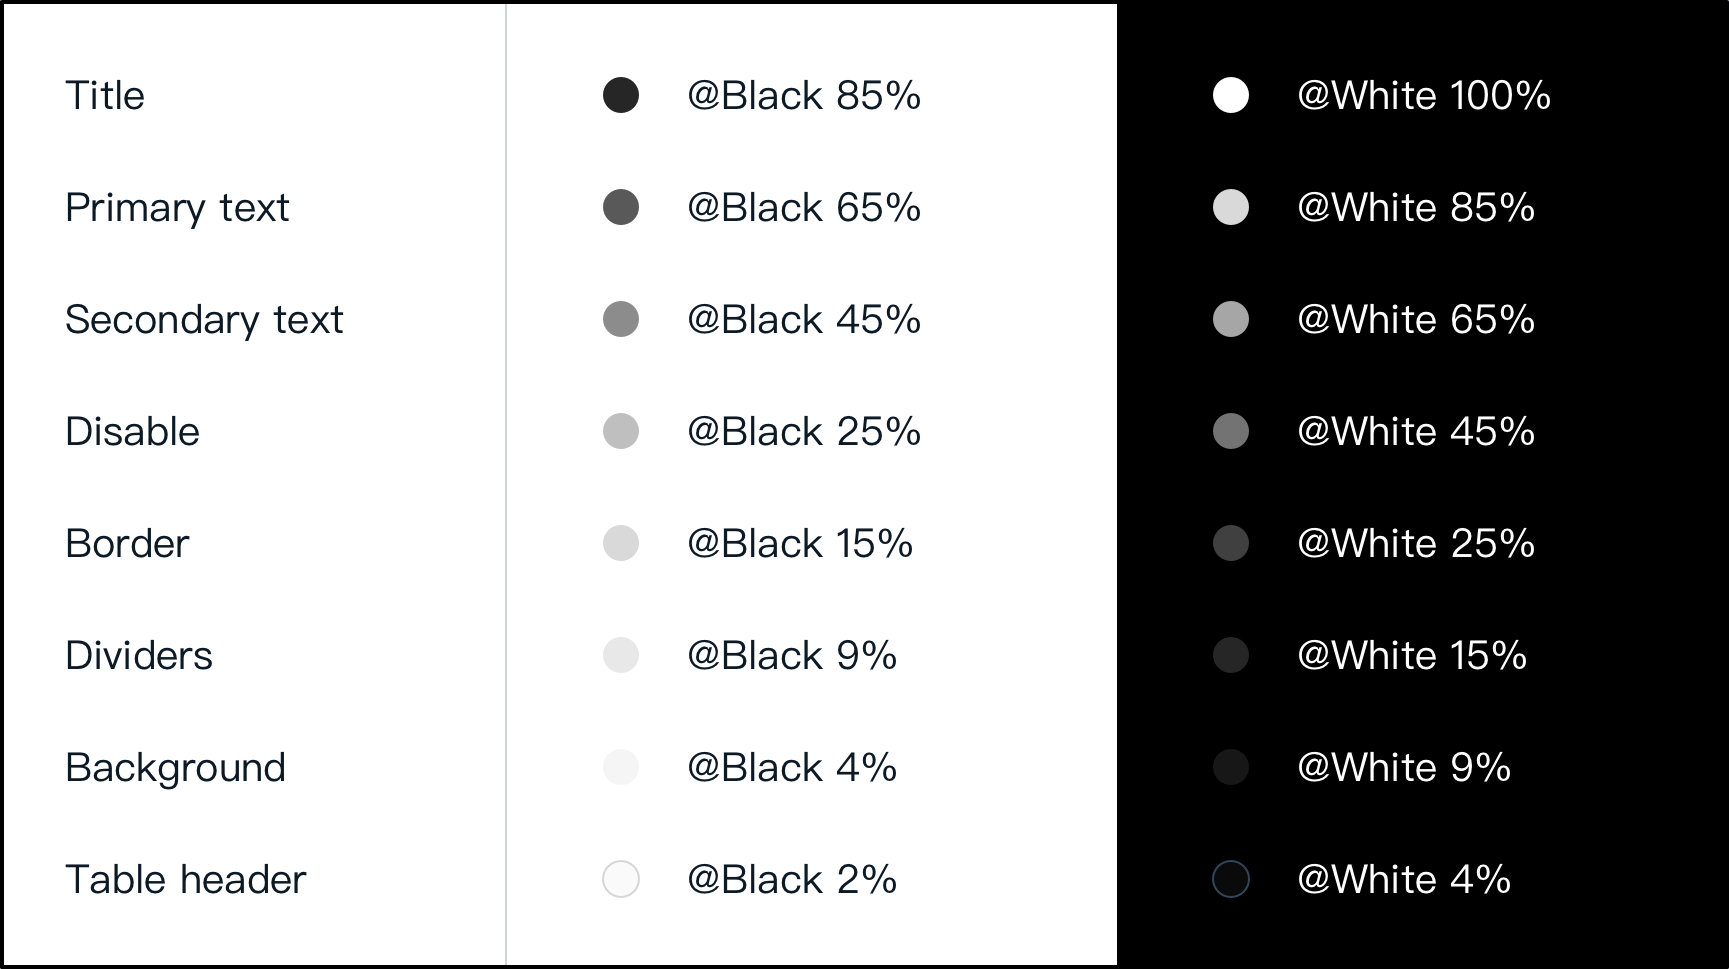 Title @Black 85% @White 100%
Primary text @Black 65% @White 85%
Secondary text @Black 45% @White 65%
Disable @Black 25% @White 45%
Border @Black 15% @White 25%
Dividers @Black 9% @White 15%
Background @Black 4% @White 9%
Table header @Black 2% @White 4%